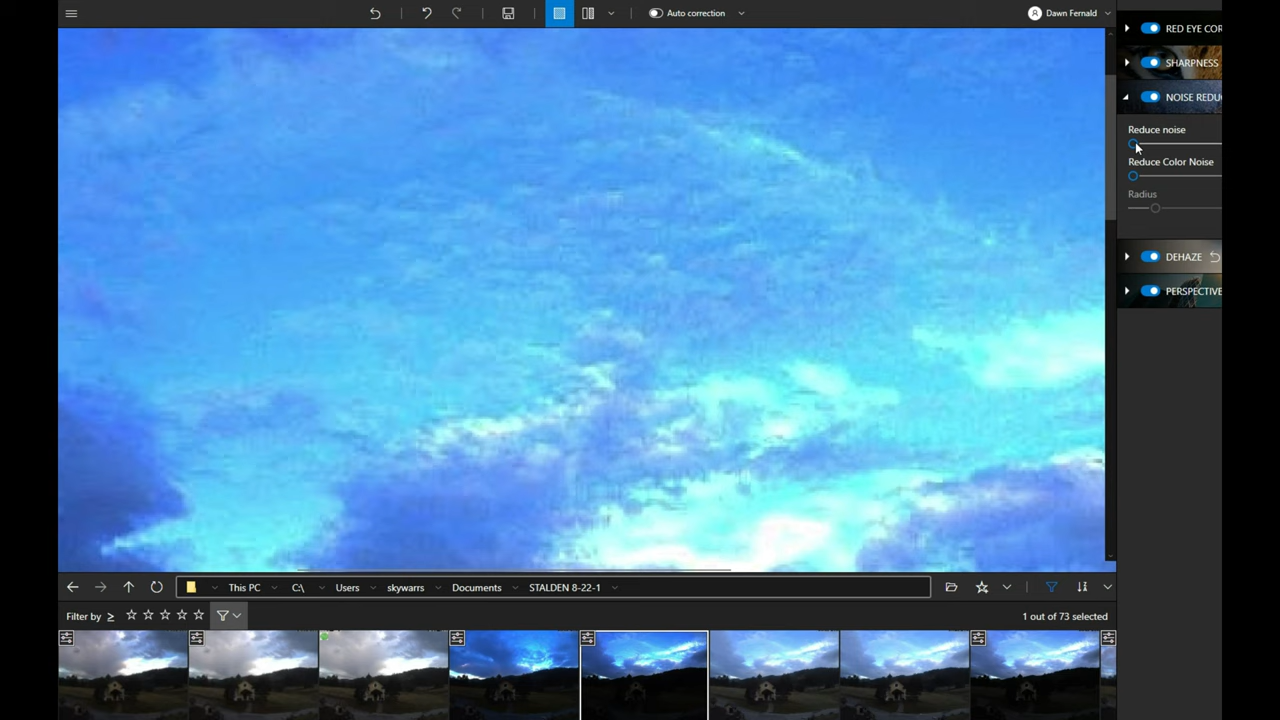 Auto correction
Dawn Fernald
RED EYE COR
SHARPNESS
NOISE REDU
Reduce noise
Reduce Color Noise
Radius
DEHAZE
PERSPECTIVE
This PC C:\ Users skywarrs Documents STALDEN 8-22-1
Filter by ≥
1 out of 73 selected